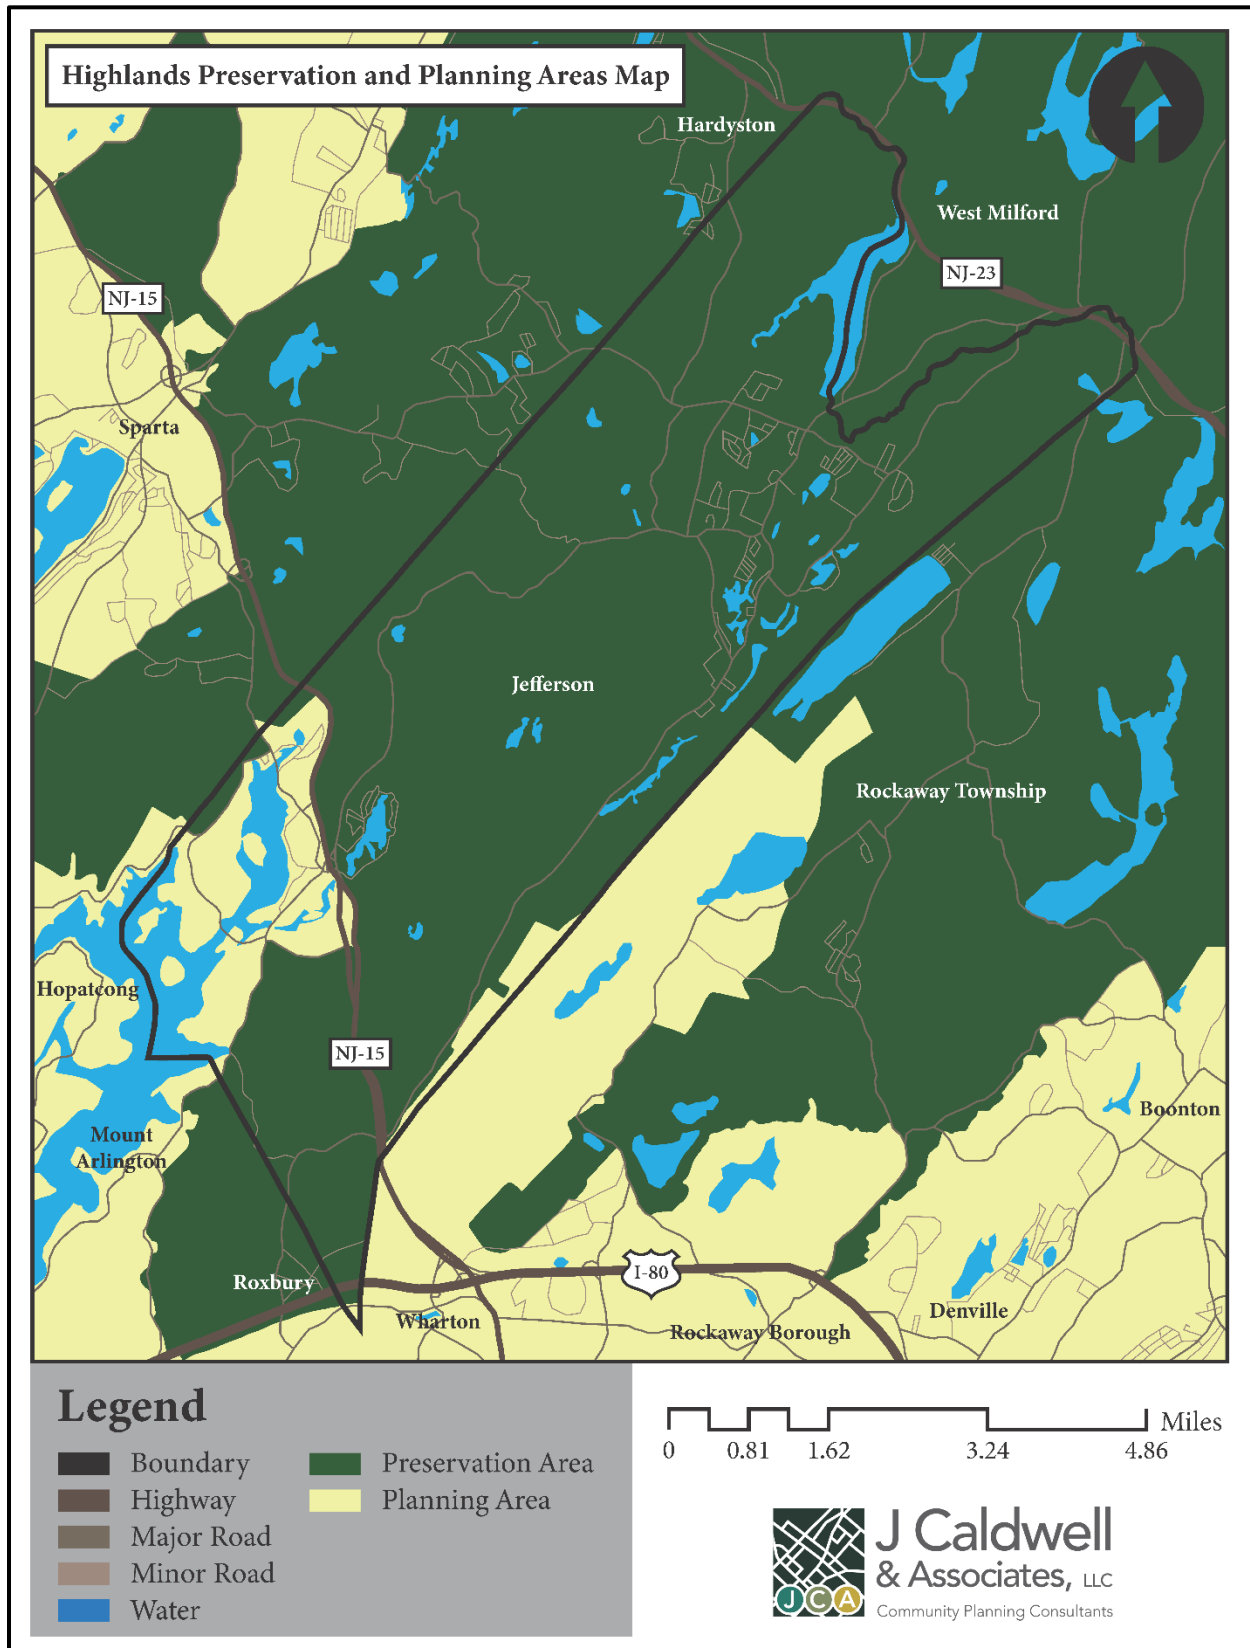 Highlands Preservation and Planning Areas Map
Hardyston
West Milford
NJ-23
NJ-15
Sparta
Jefferson
Rockaway Township
Hopatcong
NJ-15
Mount
Arlington
Boonton
Roxbury
I-80
Wharton
Rockaway Borough
Denville
Legend
Boundary
Highway
Major Road
Minor Road
Water
Preservation Area
Planning Area
Miles
0 0.81 1.62 3.24 4.86
J Caldwell
& Associates, LLC
JCA
Community Planning Consultants